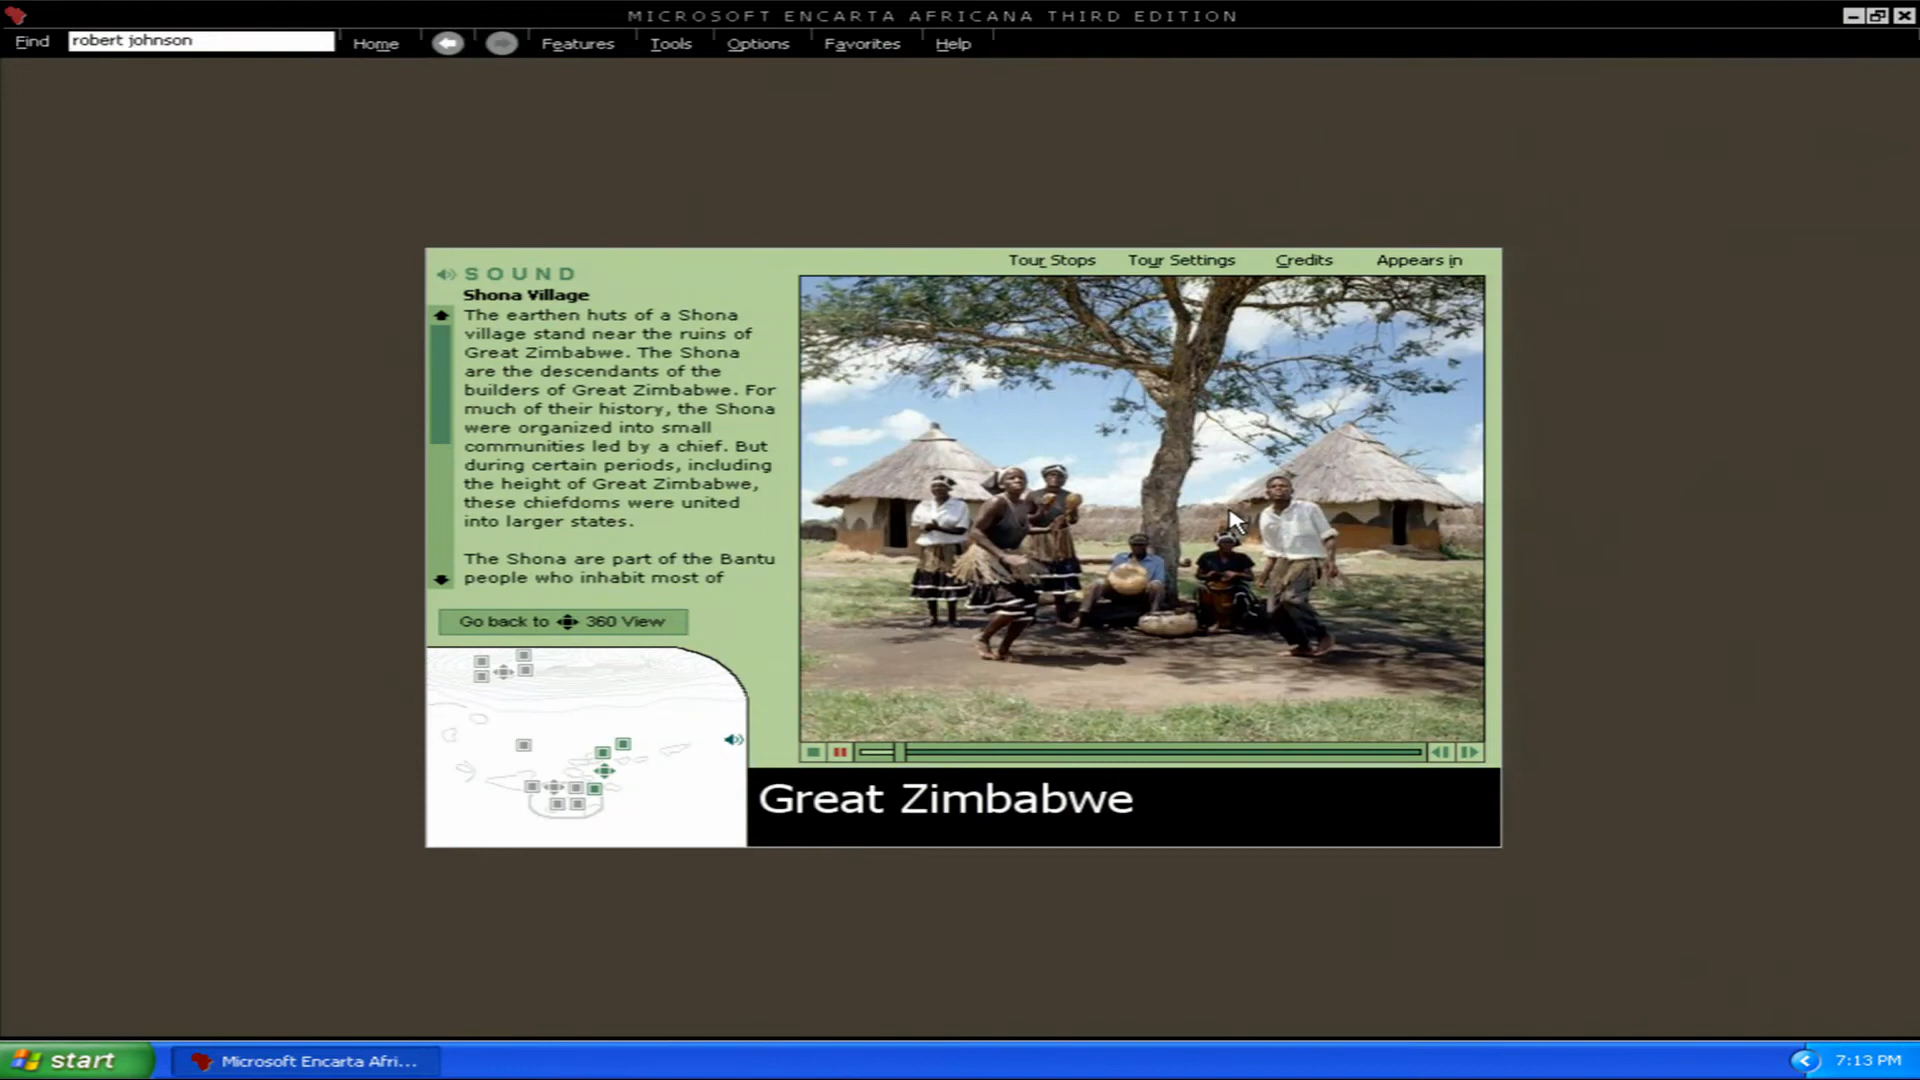 MICROSOFT ENCARTA AFRICANA THIRD EDITION
Find robert johnson Home Features Tools Options Favorites Help
Tour Stops Tour Settings Credits Appears in
SOUND
Shona Village
The earthen huts of a Shona
village stand near the ruins of
Great Zimbabwe. The Shona
are the descendants of the
builders of Great Zimbabwe. For
much of their history, the Shona
were organized into small
communities led by a chief. But
during certain periods, including
the height of Great Zimbabwe,
these chiefdoms were united
into larger states.
The Shona are part of the Bantu
people who inhabit most of
Go back to 360 View
Great Zimbabwe
start Microsoft Encarta Afri... 7:13 PM